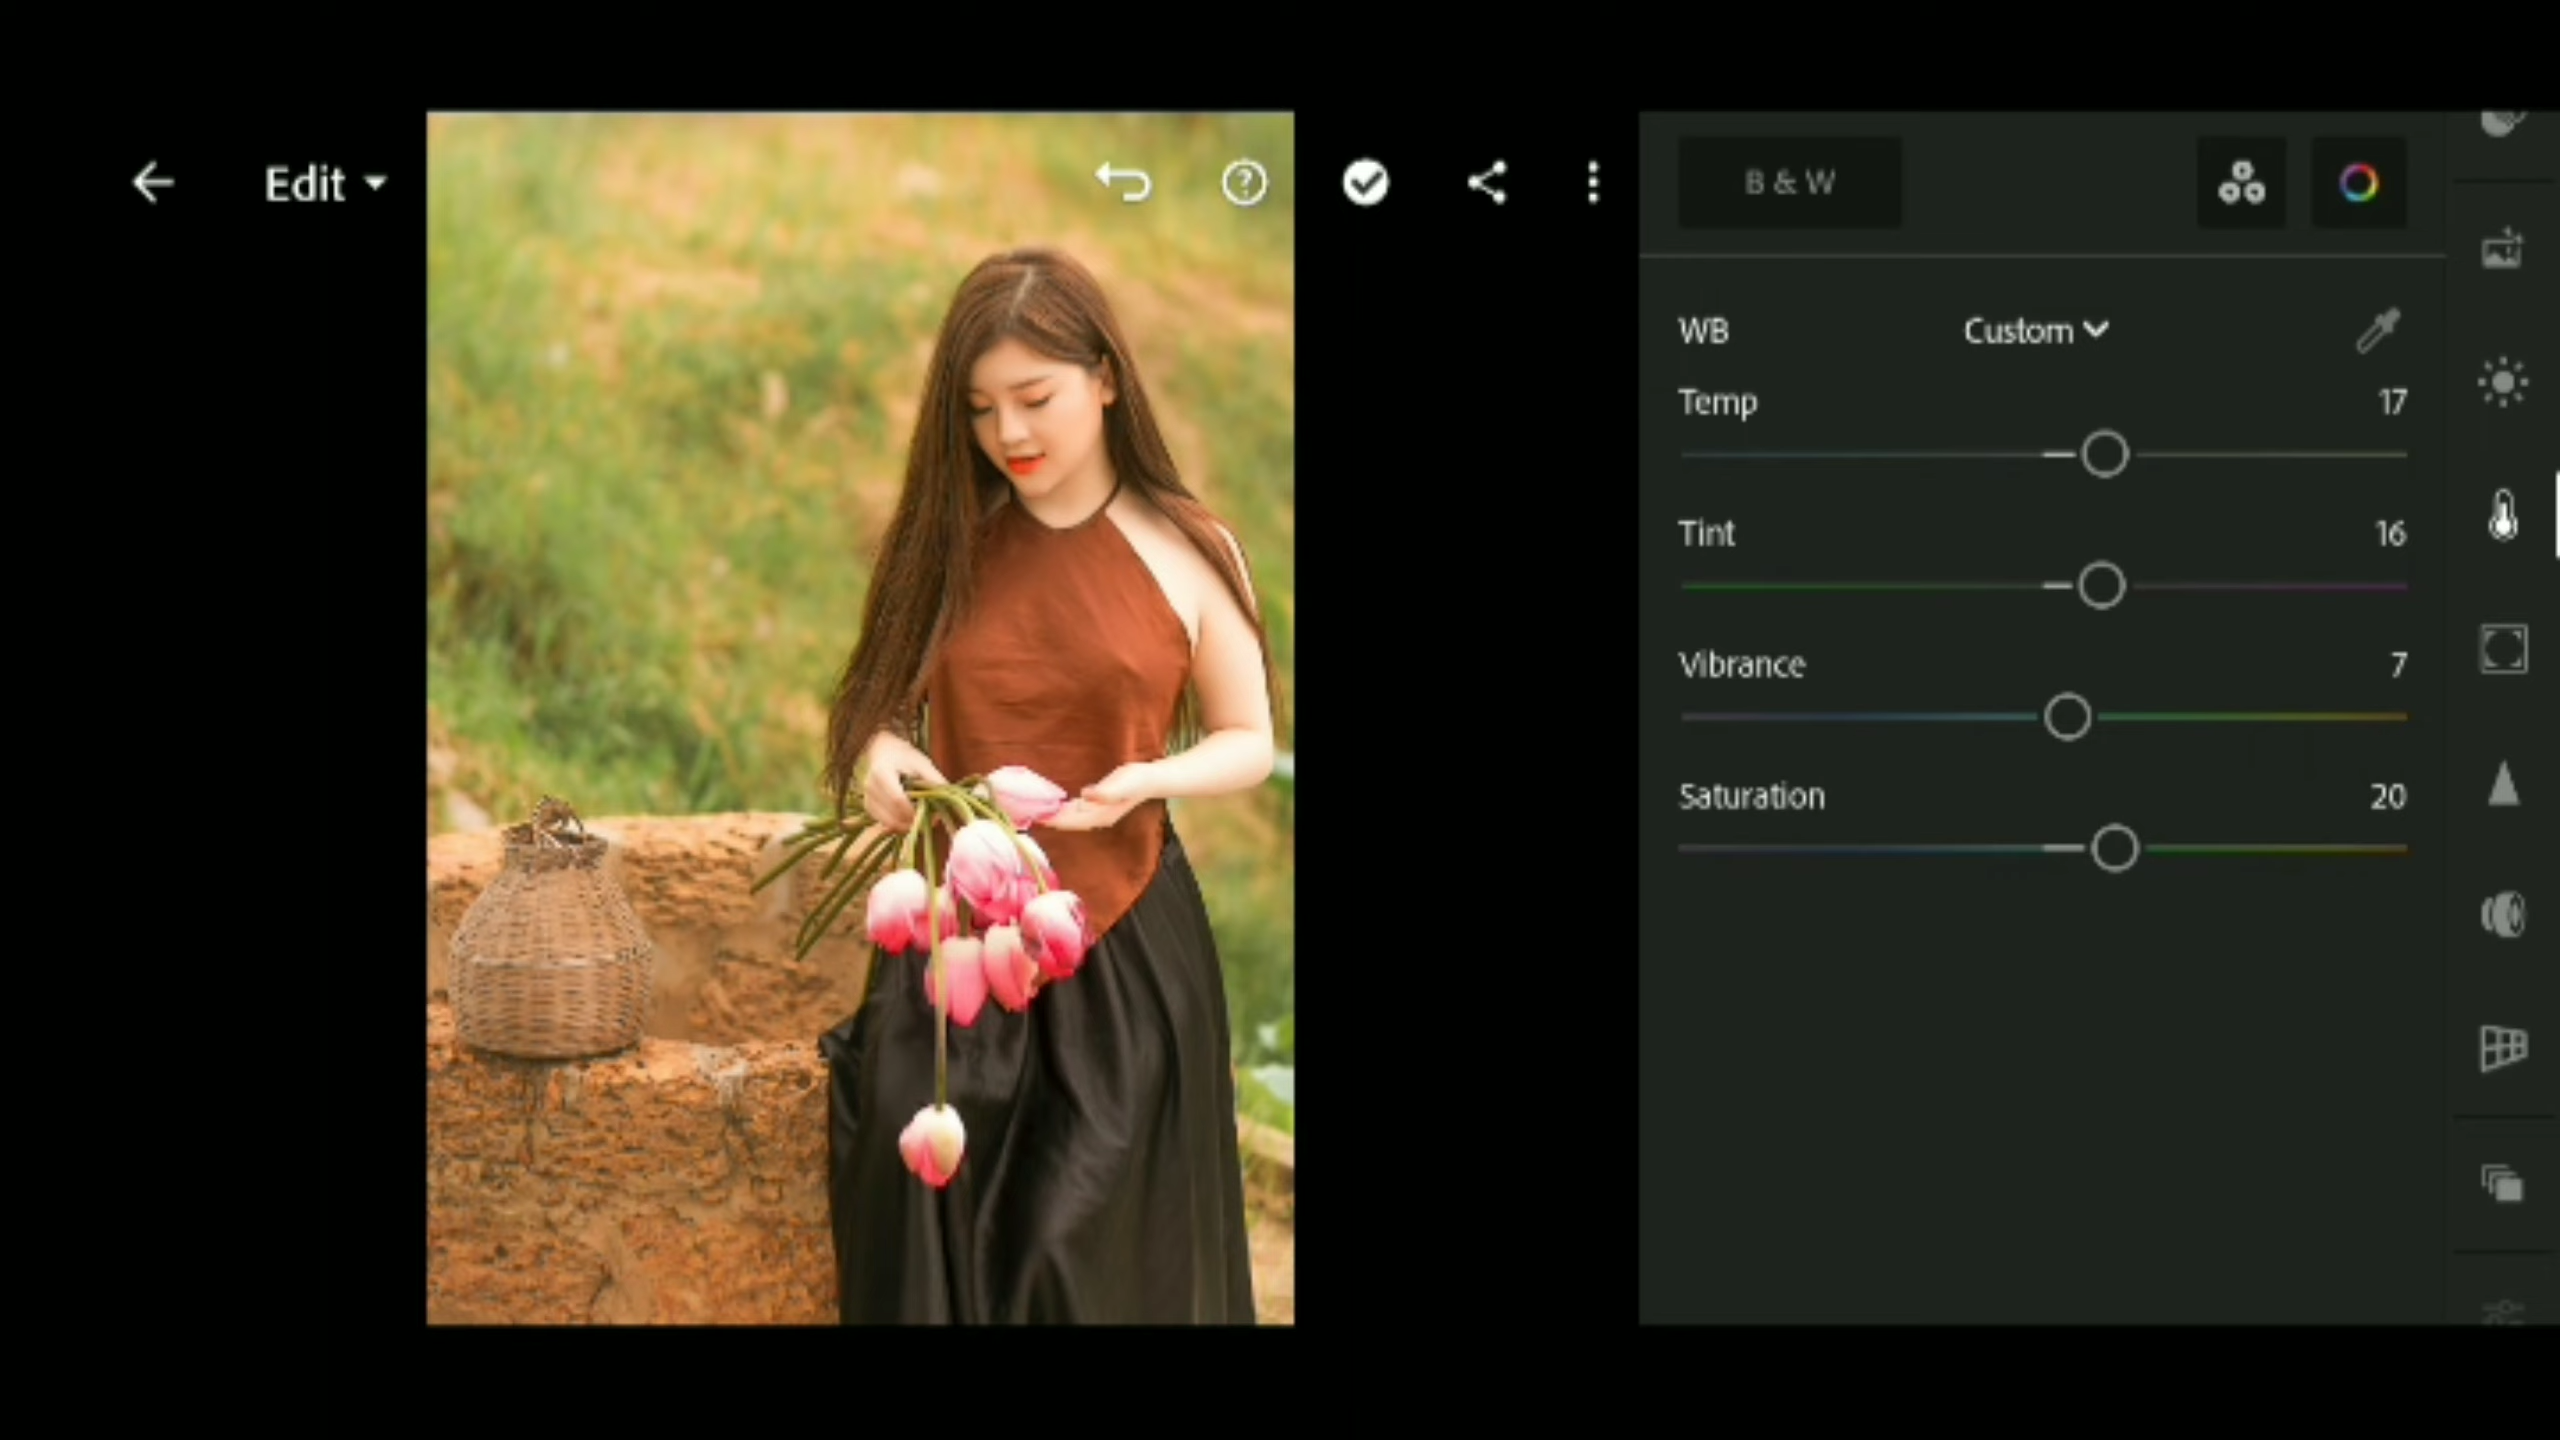 Edit
B & W
WB Custom
Temp 17
Tint 16
Vibrance 7
Saturation 20